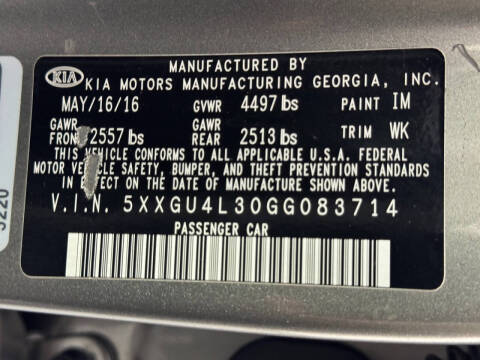 MANUFACTURED BY
KIA KIA MOTORS MANUFACTURING GEORGIA, INC.
MAY/16/16 GVWR 4497 lbs PAINT IM
GAWR FRONT 2557 lbs GAWR REAR 2513 lbs TRIM WK
THIS VEHICLE CONFORMS TO ALL APPLICABLE U.S.A. FEDERAL
MOTOR VEHICLE SAFETY, BUMPER, AND THEFT PREVENTION STANDARDS
IN EFFECT ON THE DATE OF MANUFACTURE SHOWN ABOVE.
V.I.N. 5XXGU4L30GG083714
PASSENGER CAR
5220